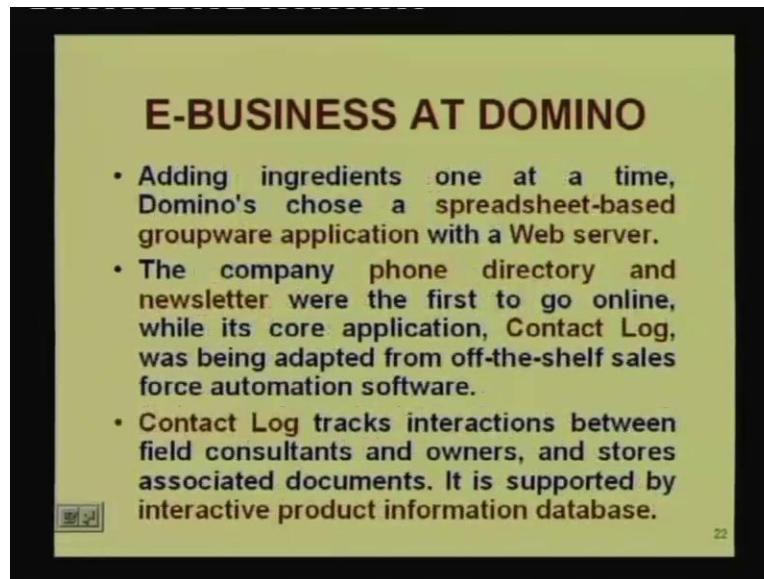 E-BUSINESS AT DOMINO
• Adding ingredients one at a time,
Domino's chose a spreadsheet-based
groupware application with a Web server.
• The company phone directory and
newsletter were the first to go online,
while its core application, Contact Log,
was being adapted from off-the-shelf sales
force automation software.
• Contact Log tracks interactions between
field consultants and owners, and stores
associated documents. It is supported by
interactive product information database.
22